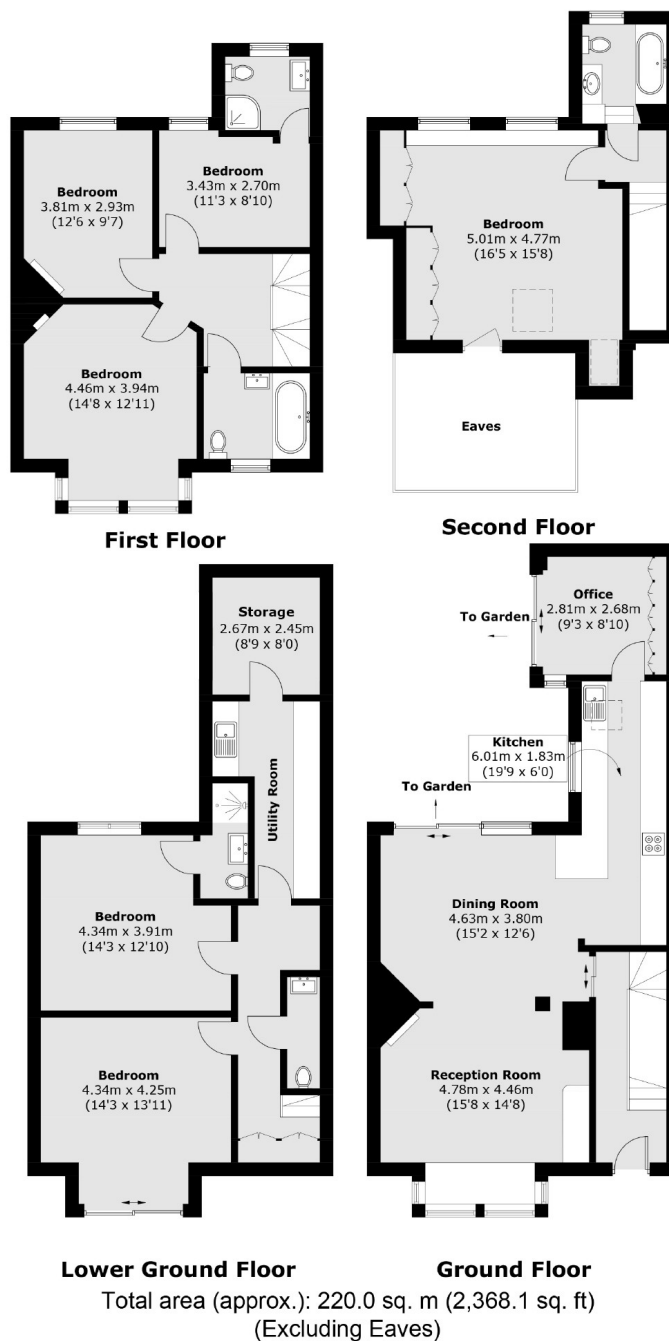 Bedroom
3.81m x 2.93m
(12'6 x 9'7)
Bedroom
3.43m x 2.70m
(11'3 x 8'10)
Bedroom
4.46m x 3.94m
(14'8 x 12'11)
First Floor
Bedroom
5.01m x 4.77m
(16'5 x 15'8)
Eaves
Second Floor
Storage
2.67m x 2.45m
(8'9 x 8'0)
Utility Room
Bedroom
4.34m x 3.91m
(14'3 x 12'10)
Bedroom
4.34m x 4.25m
(14'3 x 13'11)
Lower Ground Floor
Office
2.81m x 2.68m
(9'3 x 8'10)
To Garden
Kitchen
6.01m x 1.83m
(19'9 x 6'0)
To Garden
Dining Room
4.63m x 3.80m
(15'2 x 12'6)
Reception Room
4.78m x 4.46m
(15'8 x 14'8)
Ground Floor
Total area (approx.): 220.0 sq. m (2,368.1 sq. ft)
(Excluding Eaves)